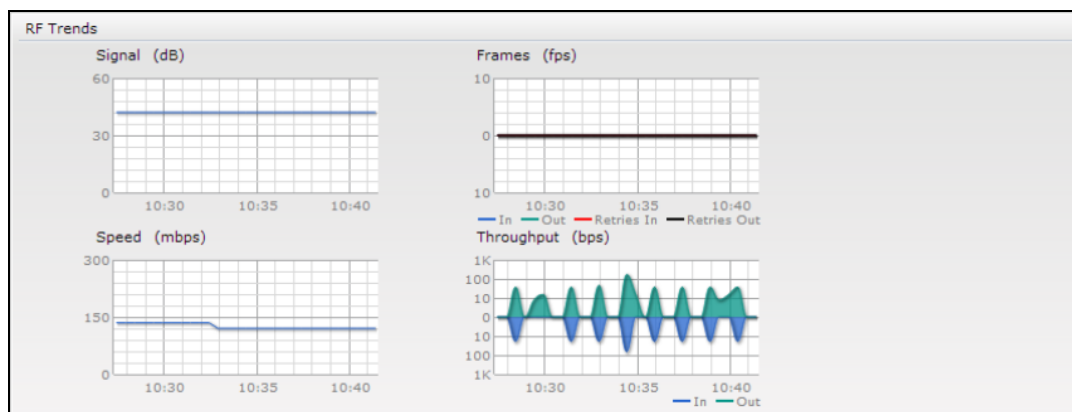 RF Trends
Signal (dB)
60
30
0
10:30 10:35 10:40
Frames (fps)
10
0
10
10:30 10:35 10:40
In Out Retries In Retries Out
Speed (mbps)
300
150
0
10:30 10:35 10:40
Throughput (bps)
1K
100
10
0
10
100
1K
10:30 10:35 10:40
In Out